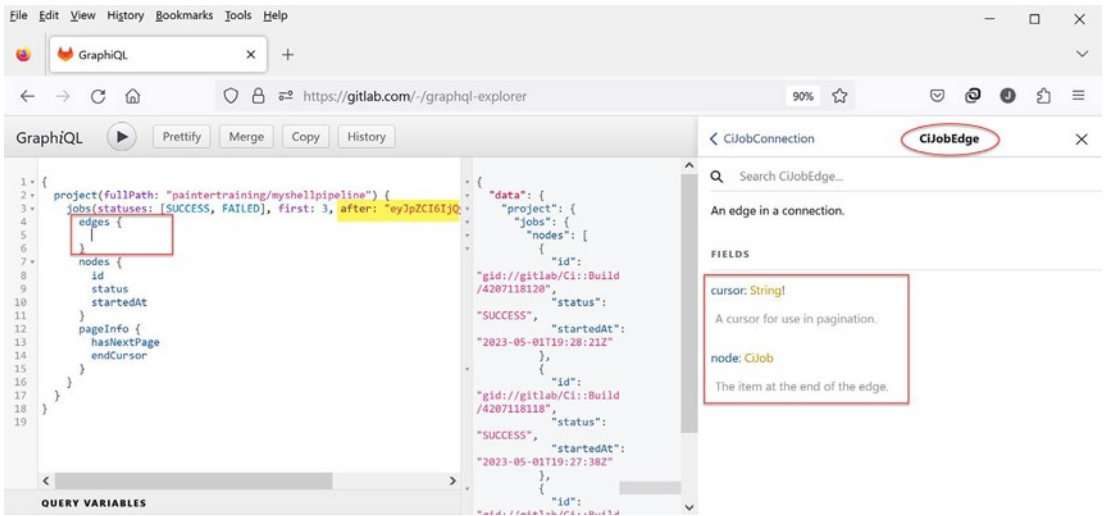 File Edit View History Bookmarks Tools Help
GraphiQL
https://gitlab.com/-/graphql-explorer 90%
GraphiQL Prettify Merge Copy History
1 {
2 project(fullPath: "paintertraining/myshellpipeline") {
3 jobs(statuses: [SUCCESS, FAILED], first: 3, after: "eyJpZCI6IjQ
4 edges {
5
6 }
7 nodes {
8 id
9 status
10 startedAt
11 }
12 pageInfo {
13 hasNextPage
14 endCursor
15 }
16 }
17 }
18 }
19
QUERY VARIABLES
{
"data": {
"project": {
"jobs": {
"nodes": [
{
"id":
"gid://gitlab/Ci::Build
/4207118120",
"status":
"SUCCESS",
"startedAt":
"2023-05-01T19:28:21Z"
},
{
"id":
"gid://gitlab/Ci::Build
/4207118118",
"status":
"SUCCESS",
"startedAt":
"2023-05-01T19:27:38Z"
},
{
"id":
"gid://gitlab/Ci::Build
CiJobConnection CiJobEdge
Search CiJobEdge...
An edge in a connection.
FIELDS
cursor: String!
A cursor for use in pagination.
node: CiJob
The item at the end of the edge.